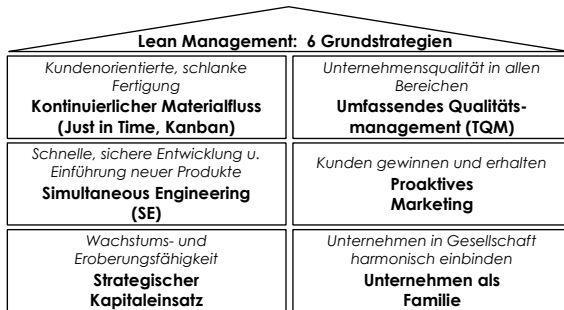 Lean Management: 6 Grundstrategien
Kundenorientierte, schlanke
Fertigung
Kontinuierlicher Materialfluss
(Just in Time, Kanban)
Unternehmensqualität in allen
Bereichen
Umfassendes Qualitäts-
management (TQM)
Schnelle, sichere Entwicklung u.
Einführung neuer Produkte
Simultaneous Engineering
(SE)
Kunden gewinnen und erhalten
Proaktives
Marketing
Wachstums- und
Eroberungsfähigkeit
Strategischer
Kapitaleinsatz
Unternehmen in Gesellschaft
harmonisch einbinden
Unternehmen als
Familie